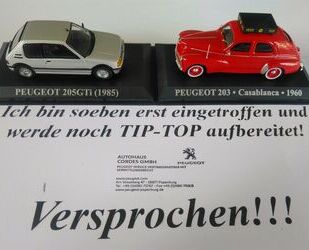 PEUGEOT 205GTi (1985)
PEUGEOT 203 • Casablanca • 1960
Ich bin soeben erst eingetroffen und
werde noch TIP-TOP aufbereitet!
AUTOHAUS
CORDES GMBH
PEUGEOT
Versprochen!!!